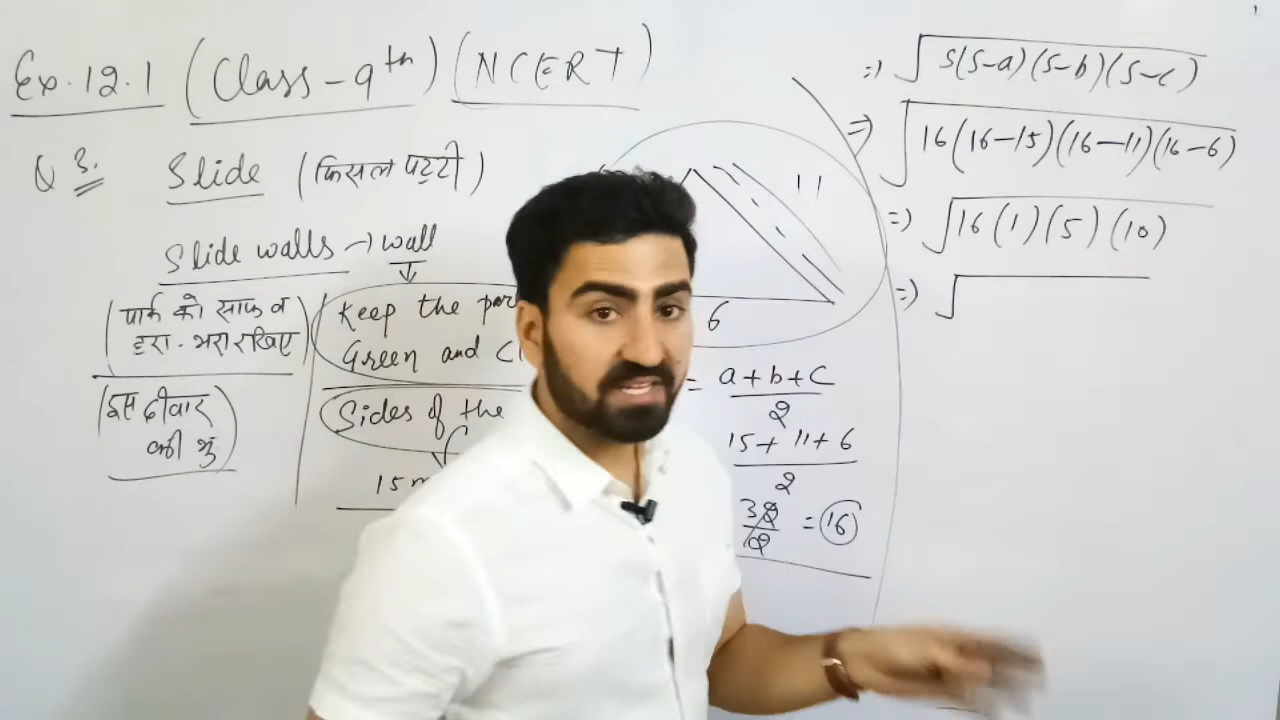 Ex. 12.1 (Class-9th) (NCERT)
Q 3. Slide (फिसल पट्टी)
Slide walls → wall
(पार्क को साफ व
हरा-भरा रखिए)
(इस दीवार
की भु
Keep the
Green and
Sides of the
15
11
6
= a+b+c / 2
15+11+6 / 2
32/2 = 16
=> √s(s-a)(s-b)(s-c)
=> √16(16-15)(16-11)(16-6)
=> √16(1)(5)(10)
=> √